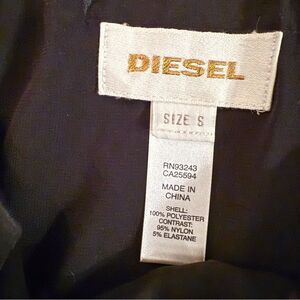 DIESEL
SIZE S
RN93243
CA25594
MADE IN
CHINA
SHELL:
100% POLYESTER
CONTRAST:
95% NYLON
5% ELASTANE